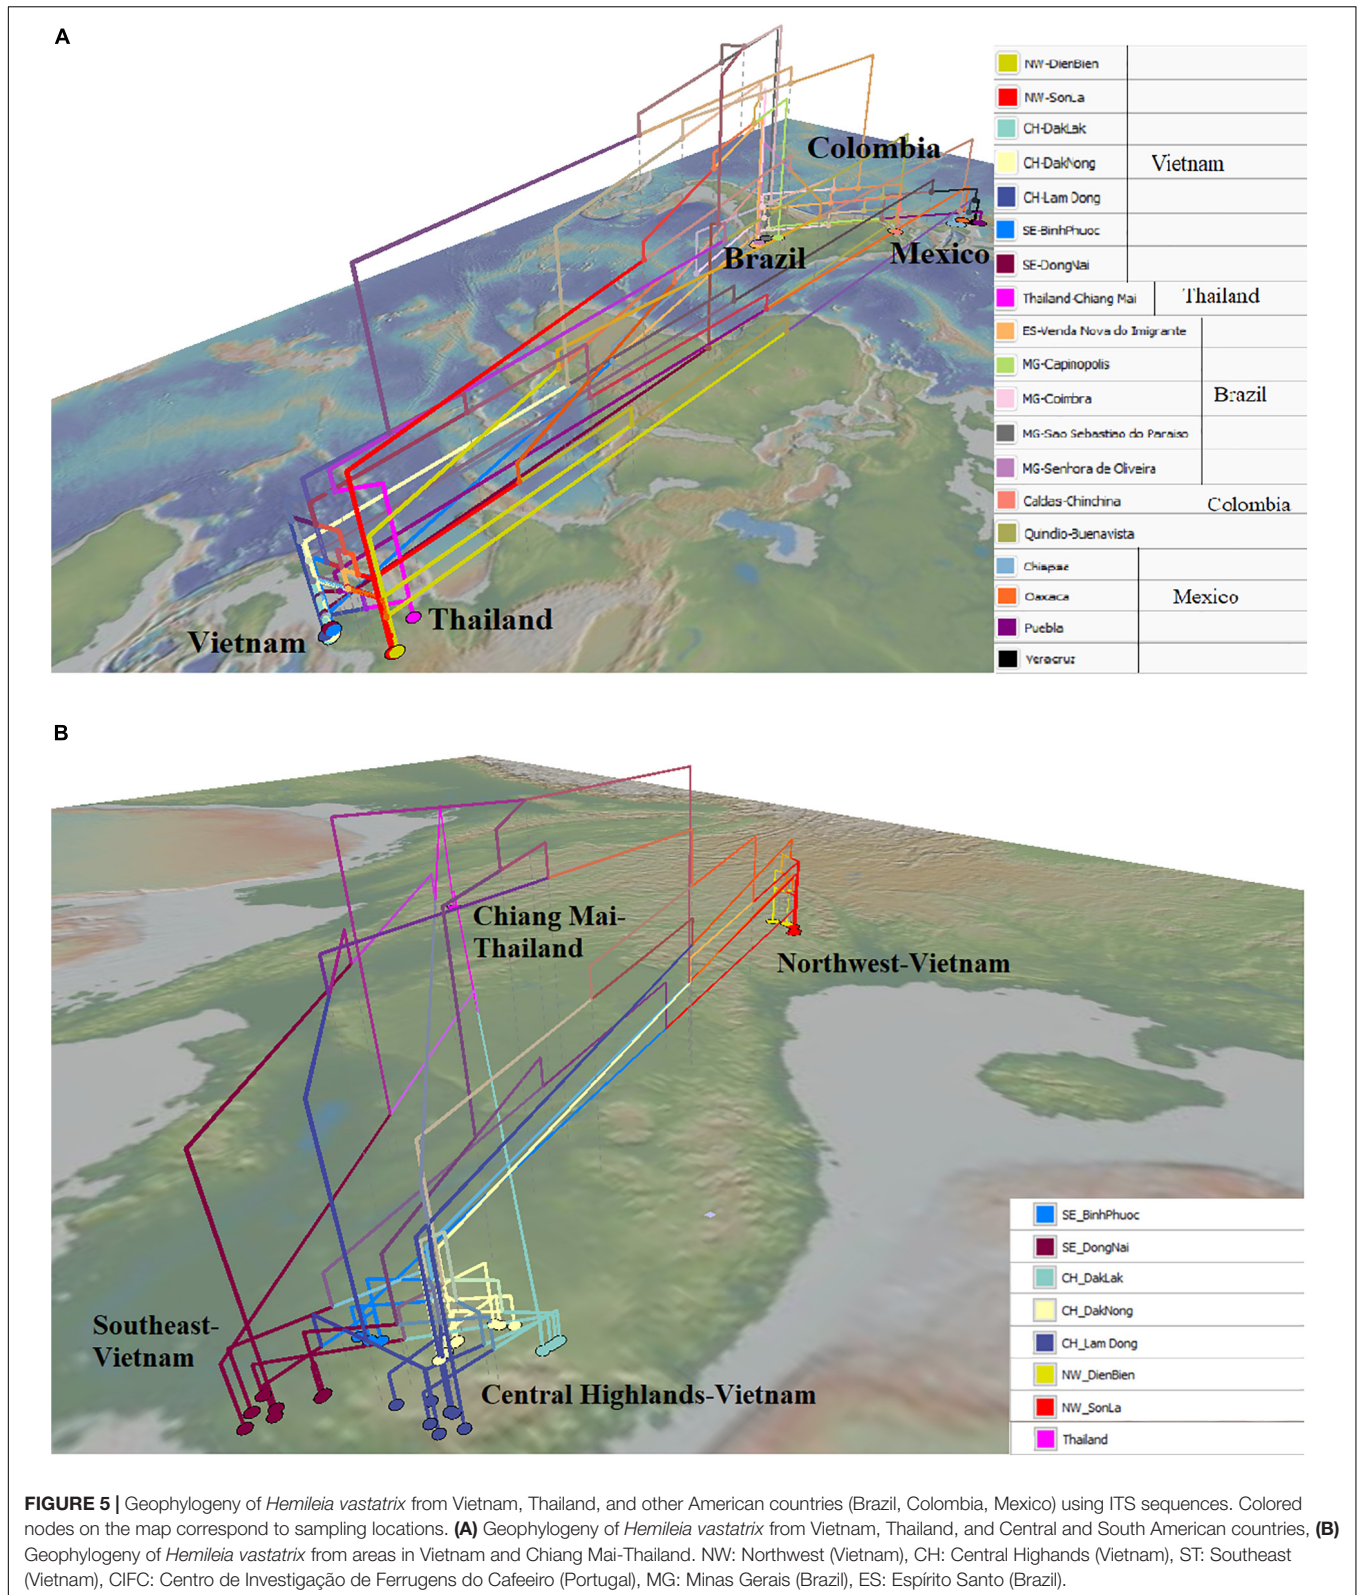 A
NW-DienBien
NW-SonLa
CH-DakLak
CH-DakNong
CH-Lam Dong
SE-BinhPhuoc
SE-DongNai
Vietnam
Thailand-Chiang Mai
Thailand
ES-Venda Nova do Imigrante
MG-Capinopolis
MG-Coimbra
MG-Sao Sebastiao do Paraiso
MG-Senhora de Oliveira
Brazil
Caldas-Chinchina
Quindio-Buenavista
Colombia
Chiapas
Oaxaca
Puebla
Veracruz
Mexico
Colombia
Brazil
Mexico
Thailand
Vietnam
B
Chiang Mai-
Thailand
Northwest-Vietnam
Southeast-
Vietnam
Central Highlands-Vietnam
SE_BinhPhuoc
SE_DongNai
CH_DakLak
CH_DakNong
CH_Lam Dong
NW_DienBien
NW_SonLa
Thailand
FIGURE 5 | Geophylogeny of Hemileia vastatrix from Vietnam, Thailand, and other American countries (Brazil, Colombia, Mexico) using ITS sequences. Colored
nodes on the map correspond to sampling locations. (A) Geophylogeny of Hemileia vastatrix from Vietnam, Thailand, and Central and South American countries, (B)
Geophylogeny of Hemileia vastatrix from areas in Vietnam and Chiang Mai-Thailand. NW: Northwest (Vietnam), CH: Central Highands (Vietnam), ST: Southeast
(Vietnam), CIFC: Centro de Investigação de Ferrugens do Cafeeiro (Portugal), MG: Minas Gerais (Brazil), ES: Espírito Santo (Brazil).